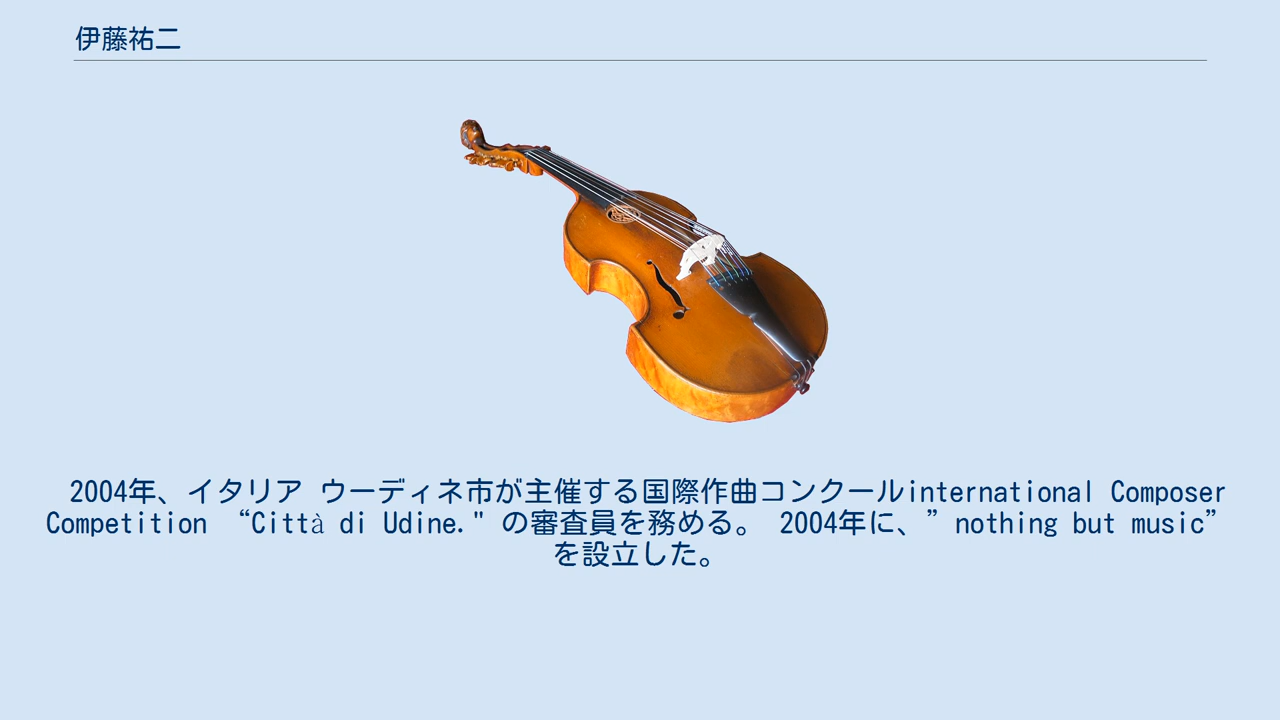 伊藤祐二
2004年、イタリア ウーディネ市が主催する国際作曲コンクールinternational Composer
Competition “Città di Udine." の審査員を務める。 2004年に、” nothing but music”
を設立した。